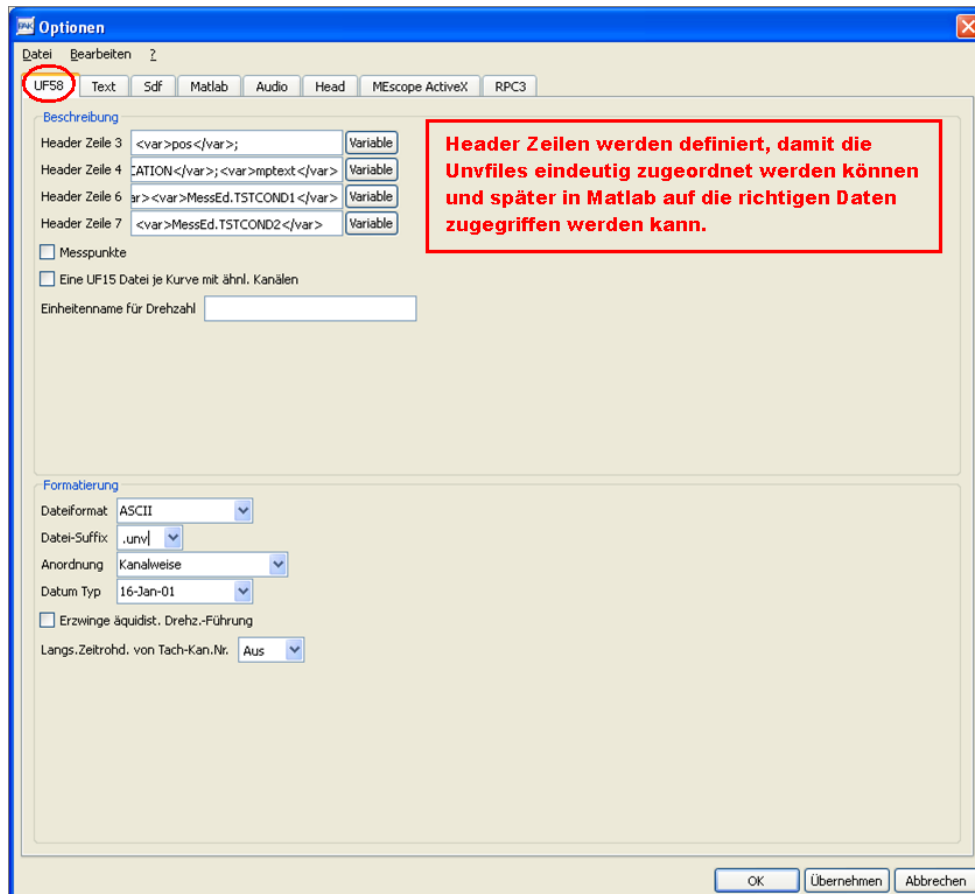 PAK Optionen
Datei Bearbeiten ?
UF58 Text Sdf Matlab Audio Head MEscope ActiveX RPC3
Beschreibung
Header Zeile 3 <var>pos</var>; Variable
Header Zeile 4 CATION</var>;<var>mptext</var> Variable
Header Zeile 6 ar><var>MessEd.TSTCOND1</var> Variable
Header Zeile 7 <var>MessEd.TSTCOND2</var> Variable
Header Zeilen werden definiert, damit die
Unvfiles eindeutig zugeordnet werden können
und später in Matlab auf die richtigen Daten
zugegriffen werden kann.
Messpunkte
Eine UF15 Datei je Kurve mit ähnl. Kanälen
Einheitenname für Drehzahl
Formatierung
Dateiformat ASCII
Datei-Suffix .unv
Anordnung Kanalweise
Datum Typ 16-Jan-01
Erzwinge äquidist. Drehz.-Führung
Langs.Zeitrohd. von Tach-Kan.Nr. Aus
OK Übernehmen Abbrechen